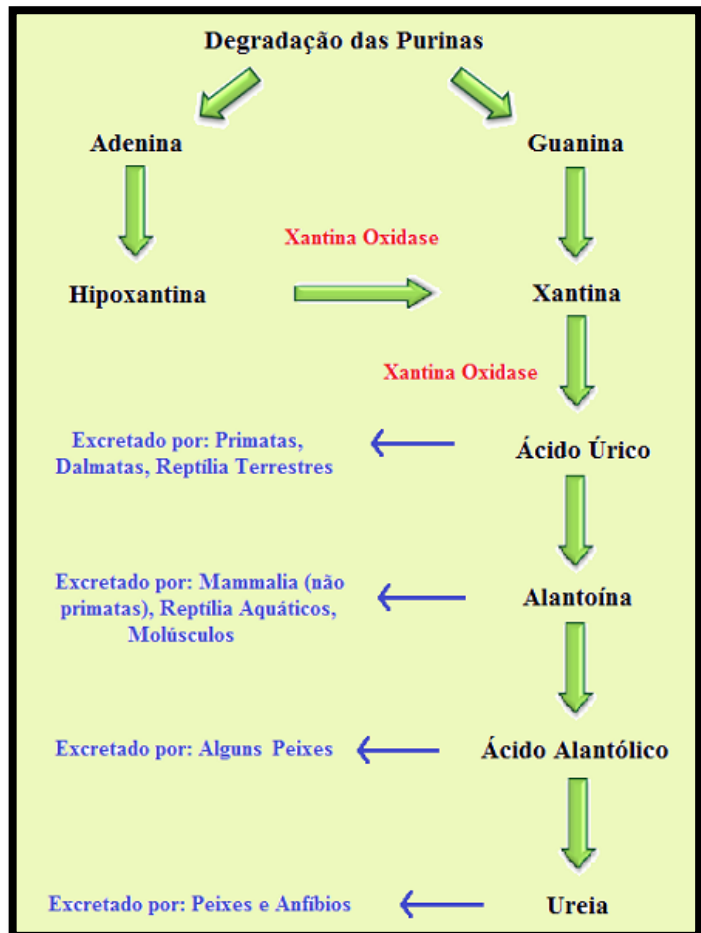 Degradação das Purinas
Adenina
Guanina
Xantina Oxidase
Hipoxantina
Xantina
Xantina Oxidase
Excretado por: Primatas,
Dalmatas, Reptília Terrestres
Ácido Úrico
Excretado por: Mammalia (não
primatas), Reptília Aquáticos,
Molúsculos
Alantoína
Excretado por: Alguns Peixes
Ácido Alantólico
Excretado por: Peixes e Anfíbios
Ureia